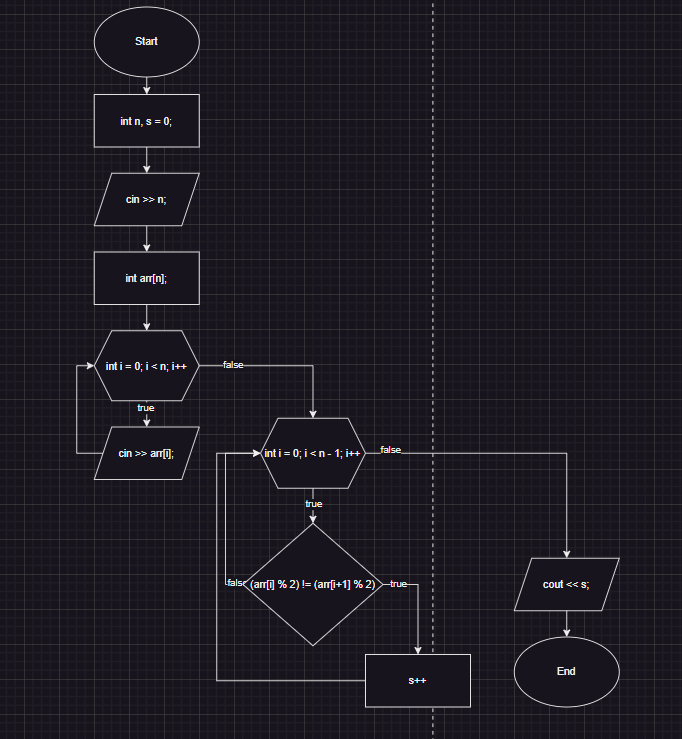 Start
int n, s = 0;
cin >> n;
int arr[n];
int i = 0; i < n; i++
false
true
cin >> arr[i];
int i = 0; i < n - 1; i++
false
true
false
(arr[i] % 2) != (arr[i+1] % 2)
true
s++
cout << s;
End